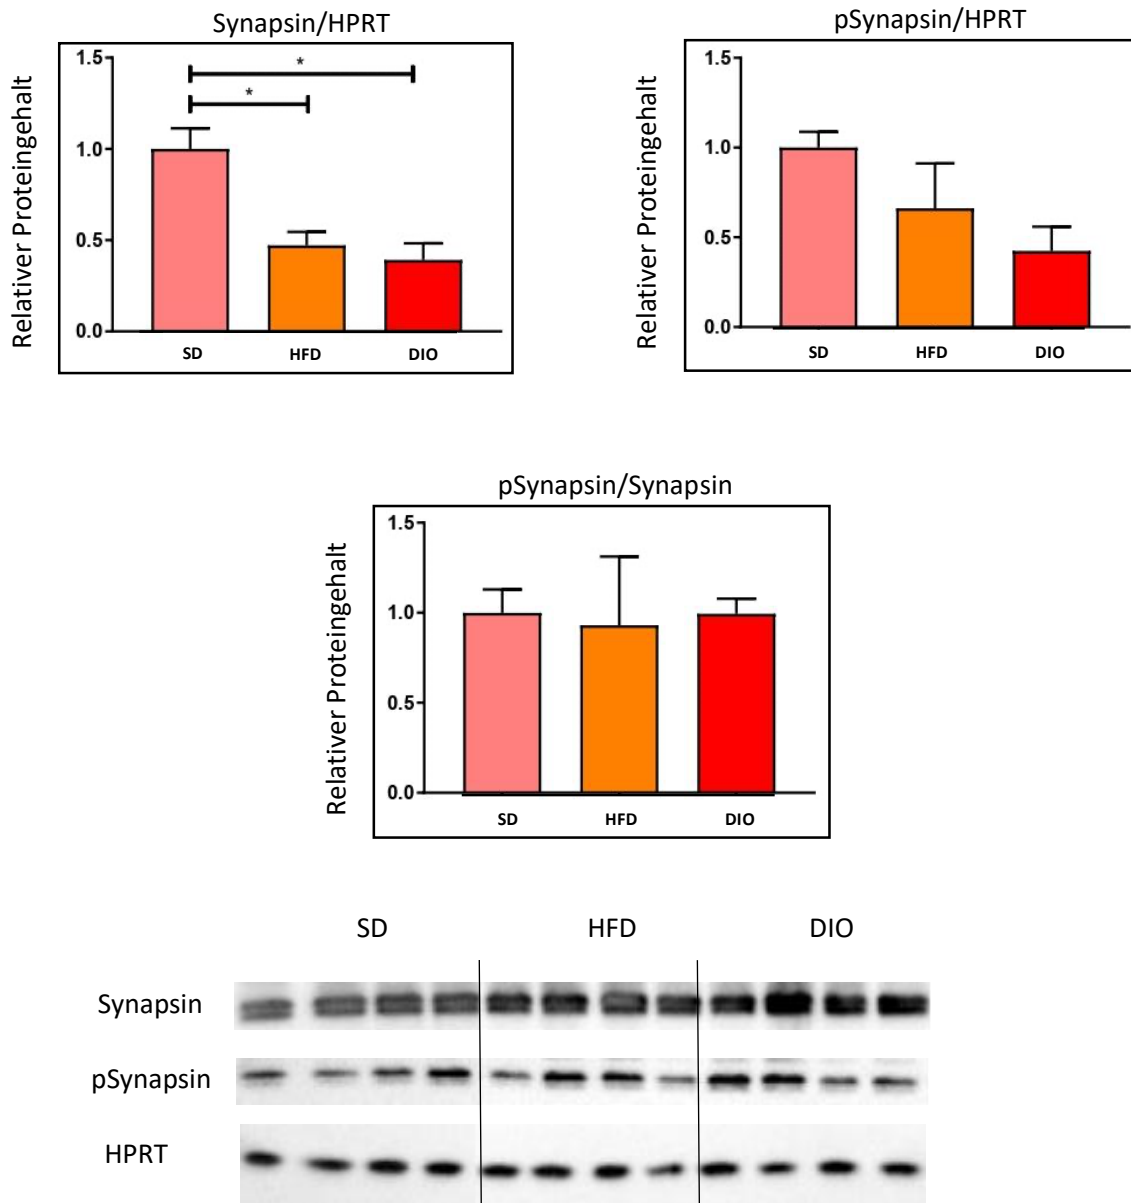 Synapsin/HPRT
Relativer Proteingehalt
1.5
1.0
0.5
0.0
*
*
SD HFD DIO
pSynapsin/HPRT
Relativer Proteingehalt
1.5
1.0
0.5
0.0
SD HFD DIO
pSynapsin/Synapsin
Relativer Proteingehalt
1.5
1.0
0.5
0.0
SD HFD DIO
SD HFD DIO
Synapsin
pSynapsin
HPRT